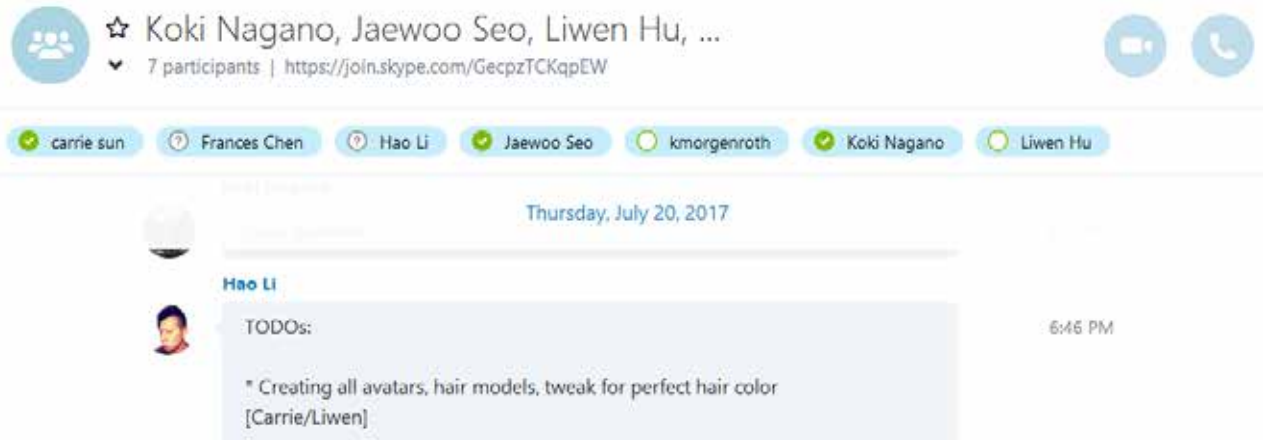 Koki Nagano, Jaewoo Seo, Liwen Hu, ...
7 participants | https://join.skype.com/GecpzTCKqpEW
carrie sun Frances Chen Hao Li Jaewoo Seo kmorgenroth Koki Nagano Liwen Hu
Thursday, July 20, 2017
Hao Li
TODOs: 6:46 PM
* Creating all avatars, hair models, tweak for perfect hair color
[Carrie/Liwen]